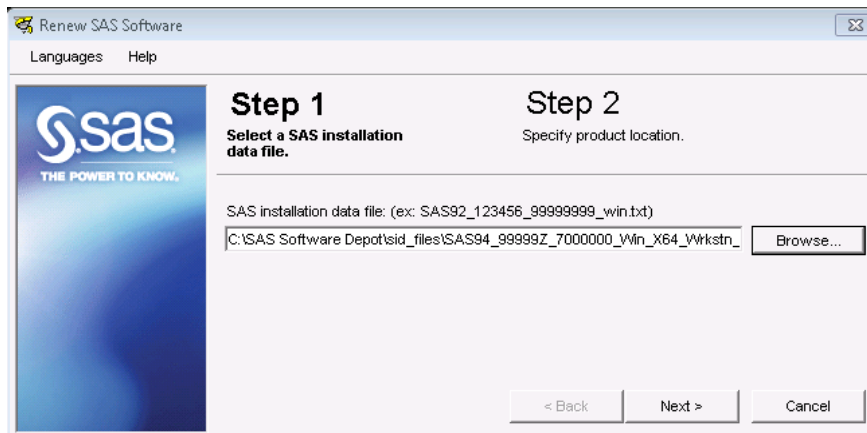 Renew SAS Software
Languages Help
sas
THE POWER TO KNOW.
Step 1
Select a SAS installation
data file.
Step 2
Specify product location.
SAS installation data file: (ex: SAS92_123456_99999999_win.txt)
C:\SAS Software Depot\sid_files\SAS94_99999Z_7000000_Win_X64_Wrkstn_
Browse...
< Back
Next >
Cancel